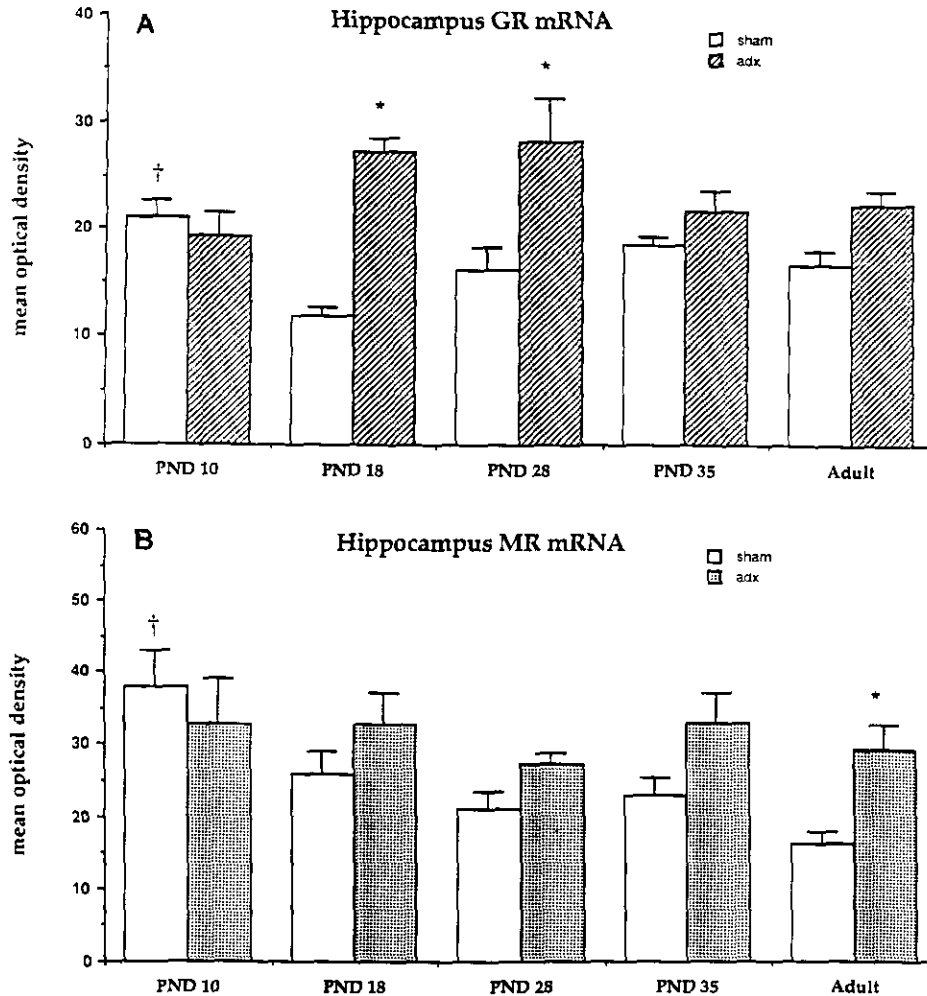 A
Hippocampus GR mRNA
sham
adx
mean optical density
40
30
20
10
0
†
*
*
PND 10 PND 18 PND 28 PND 35 Adult
B
Hippocampus MR mRNA
sham
adx
mean optical density
60
50
40
30
20
10
0
†
*
PND 10 PND 18 PND 28 PND 35 Adult